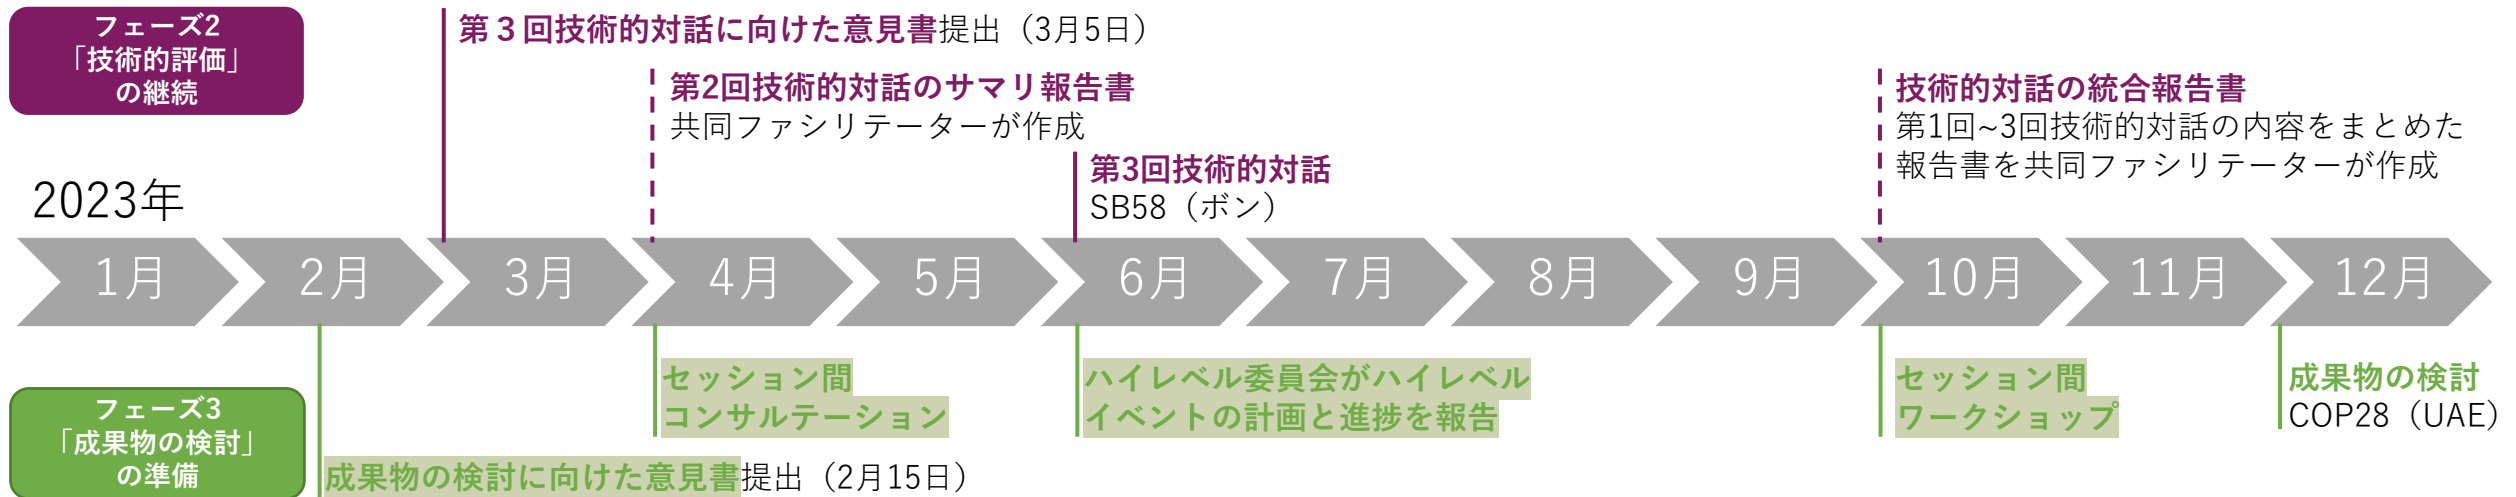 フェーズ2
「技術的評価」
の継続
第３回技術的対話に向けた意見書提出（3月5日）
第2回技術的対話のサマリ報告書
共同ファシリテーターが作成
第3回技術的対話
SB58（ボン）
技術的対話の統合報告書
第1回~3回技術的対話の内容をまとめた
報告書を共同ファシリテーターが作成
2023年
1月 2月 3月 4月 5月 6月 7月 8月 9月 10月 11月 12月
フェーズ3
「成果物の検討」
の準備
成果物の検討に向けた意見書提出（2月15日）
セッション間
コンサルテーション
ハイレベル委員会がハイレベル
イベントの計画と進捗を報告
セッション間
ワークショップ
成果物の検討
COP28（UAE）